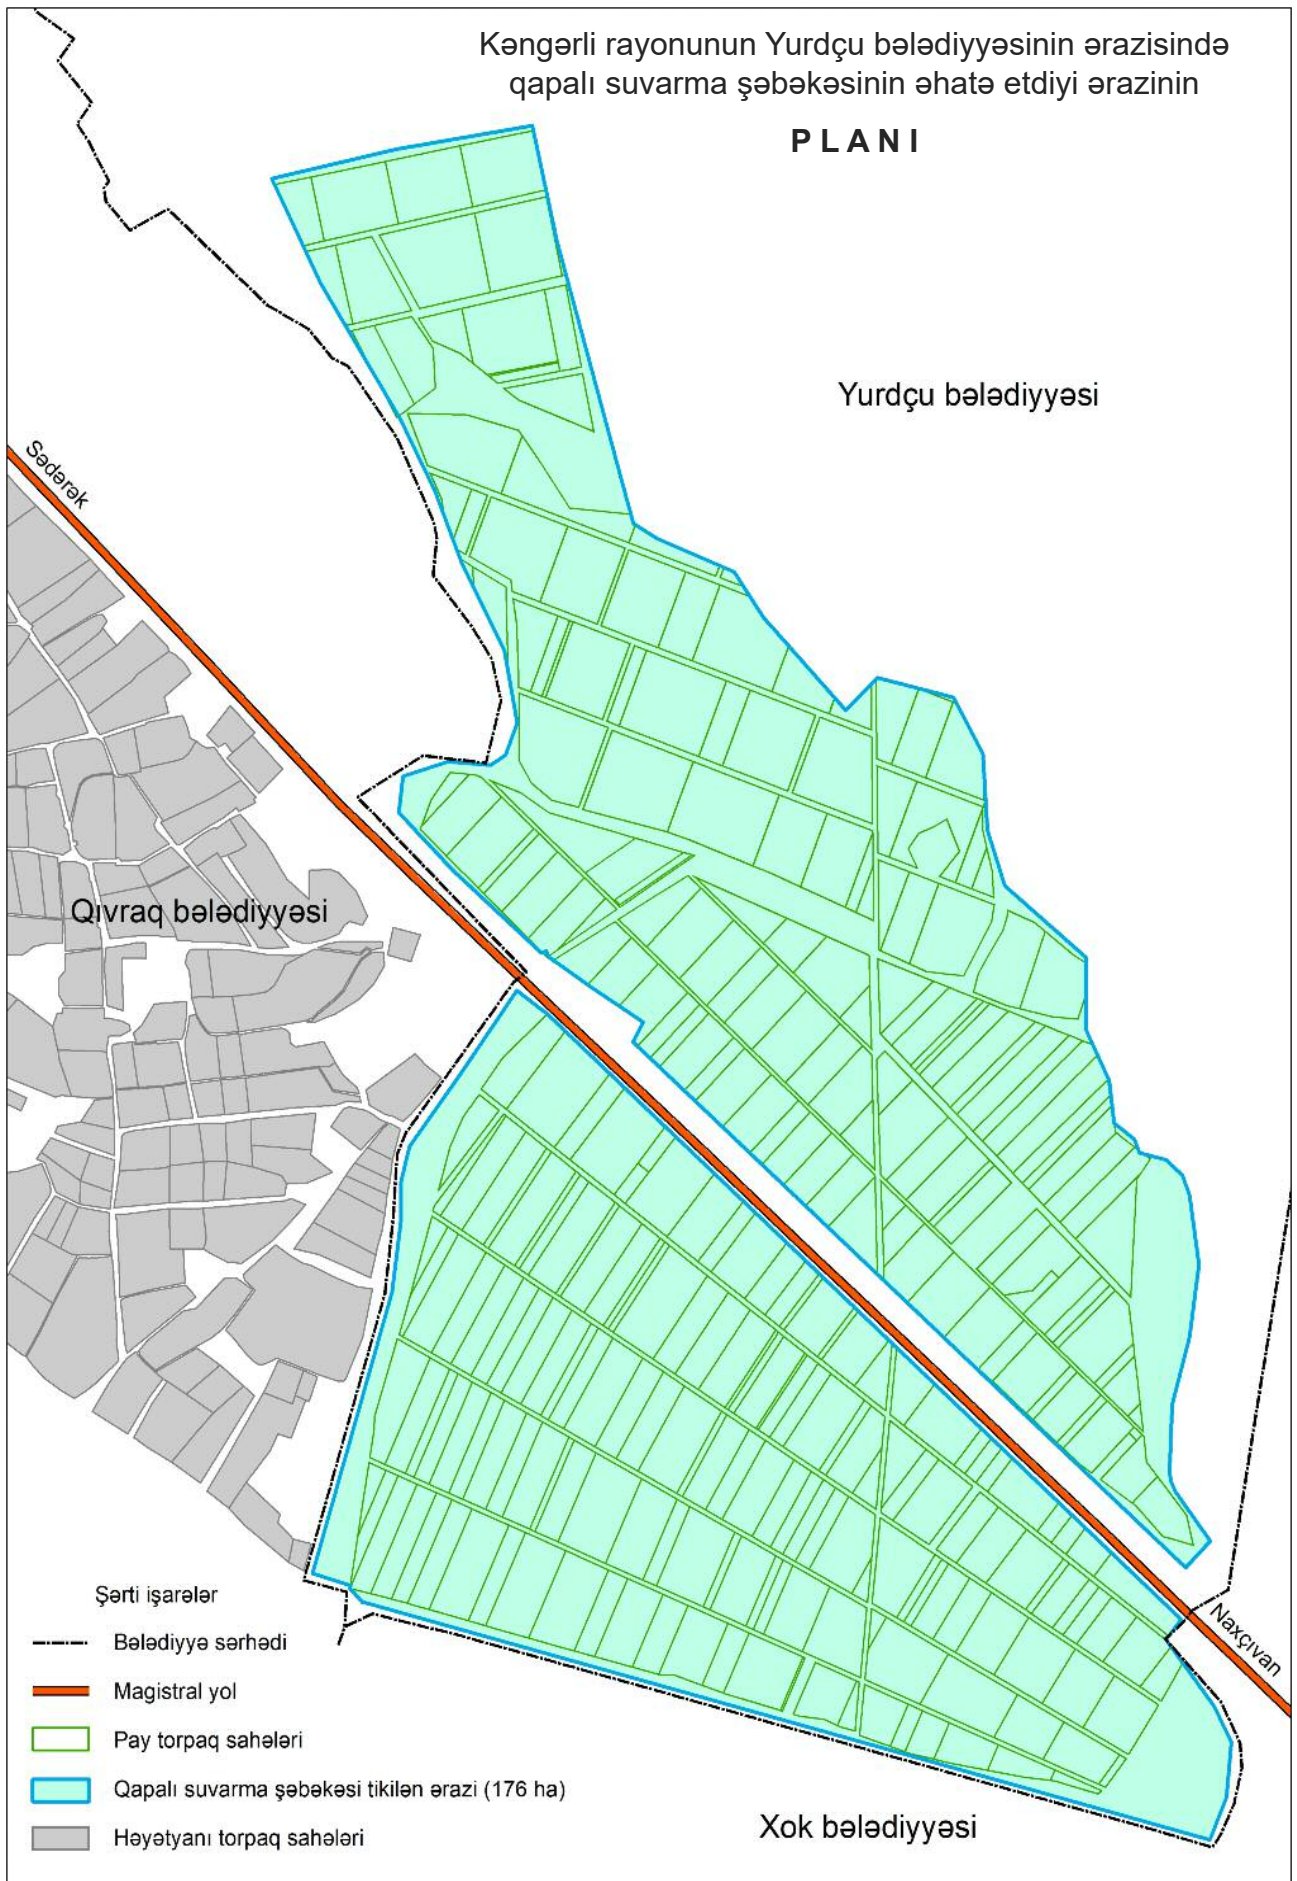 Kəngərli rayonunun Yurdçu bələdiyyəsinin ərazisində
qapalı suvarma şəbəkəsinin əhatə etdiyi ərazinin
PLANI
Yurdçu bələdiyyəsi
Sədərək
Qıvraq bələdiyyəsi
Naxçıvan
Xok bələdiyyəsi
Şərti işarələr
Bələdiyyə sərhədi
Magistral yol
Pay torpaq sahələri
Qapalı suvarma şəbəkəsi tikilən ərazi (176 ha)
Həyətyanı torpaq sahələri